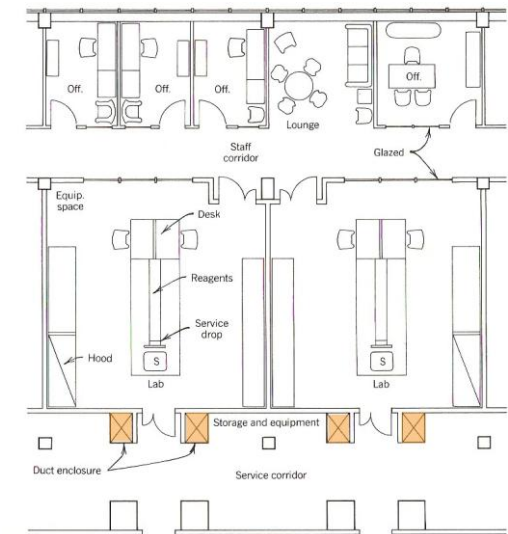 Off.
Off.
Off.
Off.
Lounge
Staff
corridor
Glazed
Equip.
space
Desk
Reagents
Service
drop
Hood
S
S
Lab
Lab
Storage and equipment
Duct enclosure
Service corridor